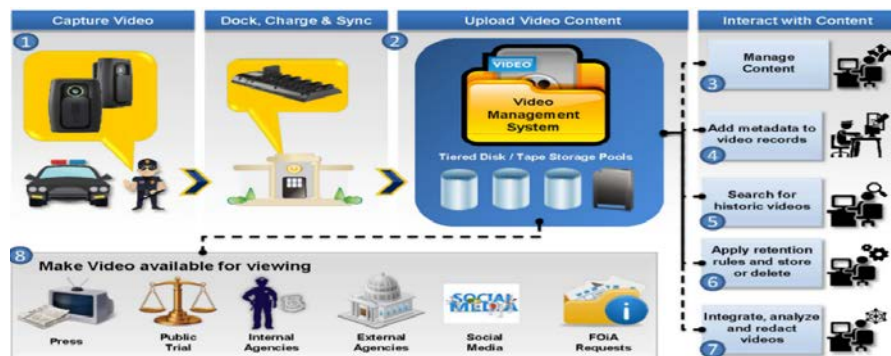 Capture Video
Dock, Charge & Sync
Upload Video Content
Interact with Content
1
2
VIDEO
Video
Management
System
Tiered Disk / Tape Storage Pools
Manage
Content
3
Add metadata to
video records
4
Search for
historic videos
5
Apply retention
rules and store
or delete
6
Integrate, analyze
and redact
videos
7
8
Make Video available for viewing
Press
Public
Trial
Internal
Agencies
External
Agencies
SOCIAL
MEDIA
Social
Media
FOiA
Requests